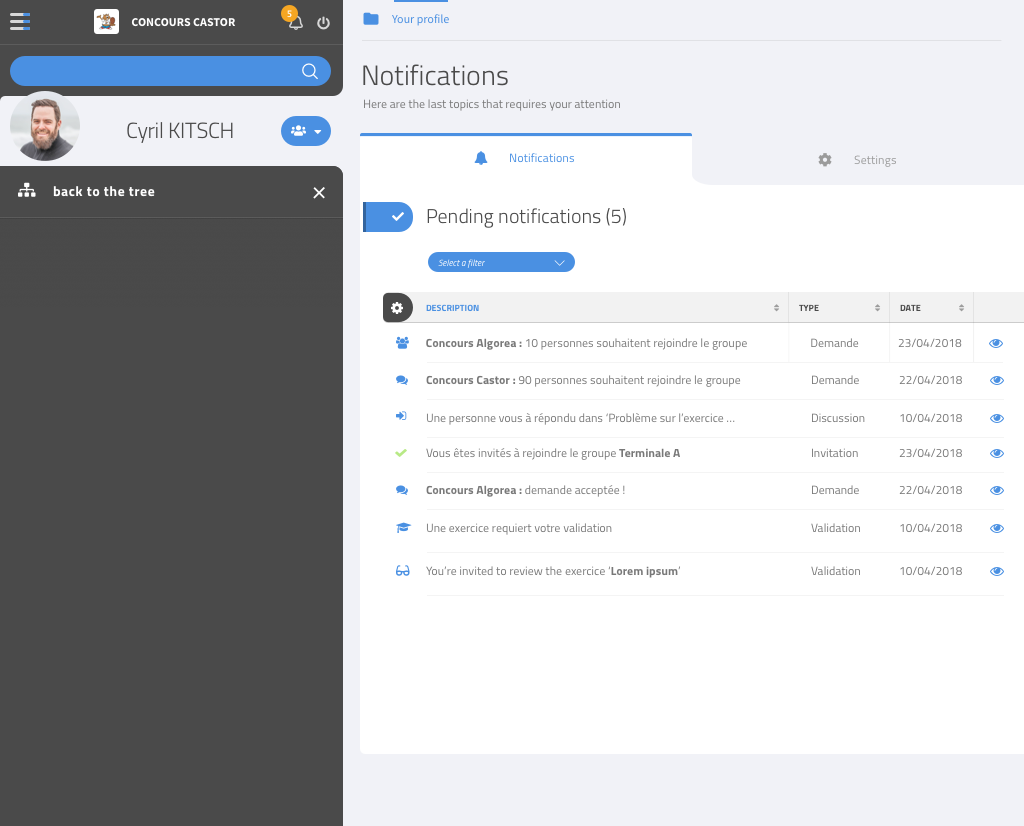 CONCOURS CASTOR
5
Your profile
Notifications
Here are the last topics that requires your attention
Cyril KITSCH
back to the tree
Notifications
Settings
Pending notifications (5)
Select a filter
DESCRIPTION TYPE DATE
Concours Algorea : 10 personnes souhaitent rejoindre le groupe Demande 23/04/2018
Concours Castor : 90 personnes souhaitent rejoindre le groupe Demande 22/04/2018
Une personne vous à répondu dans ‘Problème sur l’exercice ... Discussion 10/04/2018
Vous êtes invités à rejoindre le groupe Terminale A Invitation 23/04/2018
Concours Algorea : demande acceptée ! Demande 22/04/2018
Une exercice requiert votre validation Validation 10/04/2018
You’re invited to review the exercice ‘Lorem ipsum’ Validation 10/04/2018